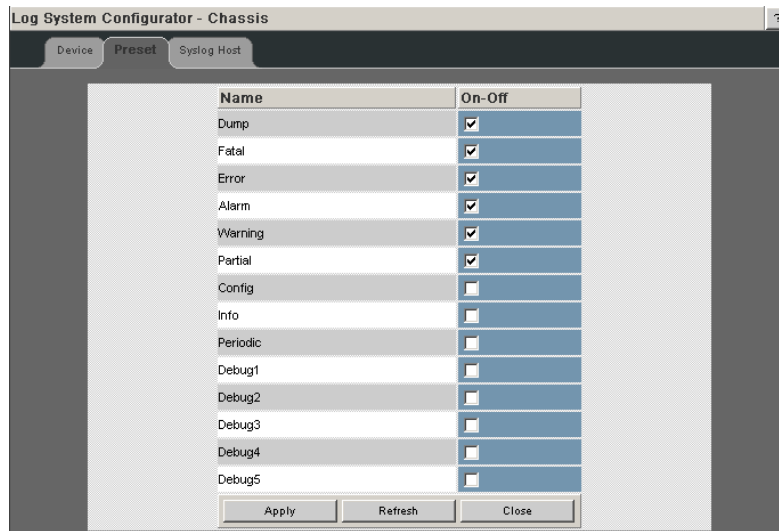 Log System Configurator - Chassis
?
Device Preset Syslog Host
Name On-Off
Dump
Fatal
Error
Alarm
Warning
Partial
Config
Info
Periodic
Debug1
Debug2
Debug3
Debug4
Debug5
Apply Refresh Close